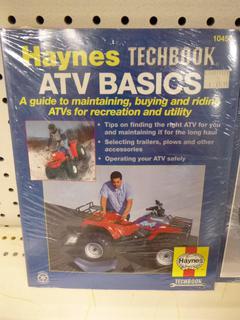 Haynes TECHBOOK
ATV BASICS
A guide to maintaining, buying and riding
ATVs for recreation and utility
• Tips on finding the right ATV for you
and maintaining it for the long haul
• Selecting trailers, plows and other
accessories
• Operating your ATV safely
Haynes
TECHBOOK